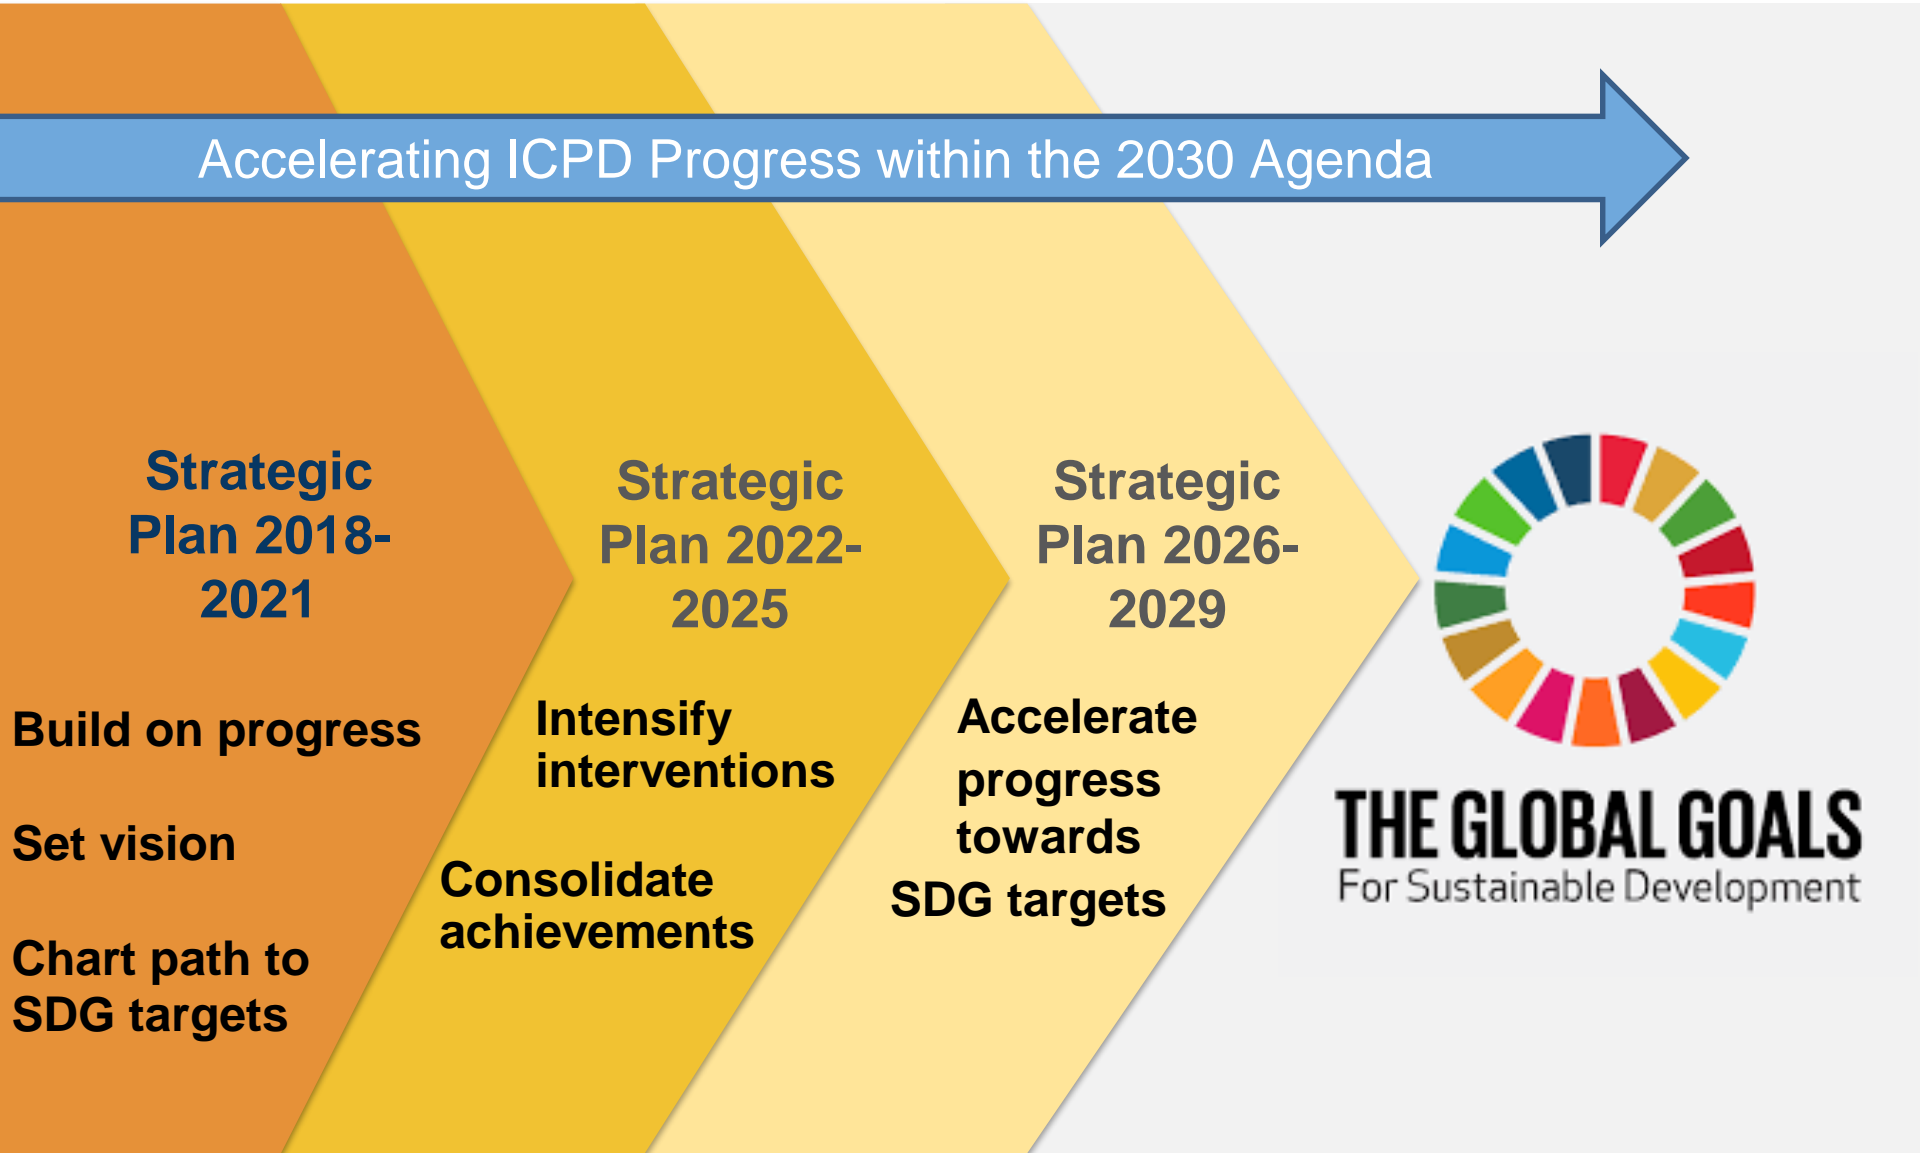 Accelerating ICPD Progress within the 2030 Agenda
Strategic
Plan 2018-
2021
Build on progress
Set vision
Chart path to
SDG targets
Strategic
Plan 2022-
2025
Intensify
interventions
Consolidate
achievements
Strategic
Plan 2026-
2029
Accelerate
progress
towards
SDG targets
THE GLOBAL GOALS
For Sustainable Development